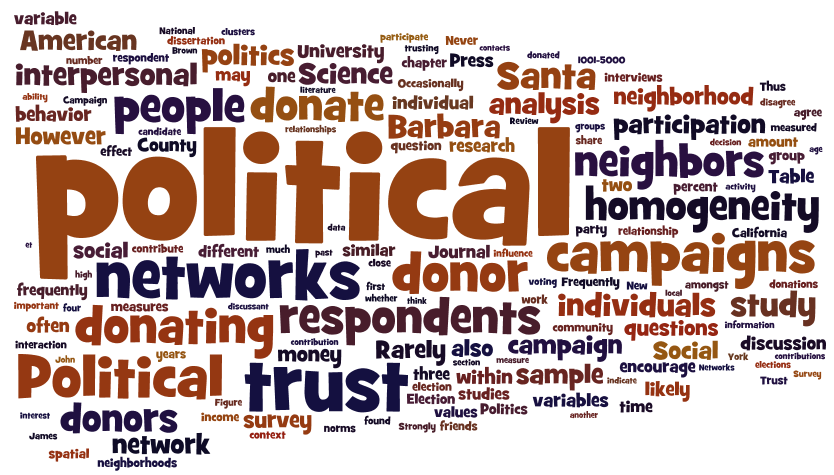 variable
National
clusters
American
dissertation
participate
Never
number
respondent
Brown
politics
University
trusting
contacts
interpersonal
may
one
Science
chapter
Press
donated
1001-5000
literature
Occasionally
Santa
interviews
ability
Campaign
people
donate
individual
analysis
neighborhood
Thus
disagree
behavior
candidate
relationships
Barbara
Review
groups
participation
measured
agree
However
effect
County
question
research
share
decision
amount
age
political
neighbors
group
Table
two
percent
activity
homogeneity
data
party
relationship
California
et
social
contribute
different
much
past
similar
Journal
influence
campaigns
close
high
networks
donor
frequently
first
voting
Frequently
New
amongst
donations
local
important
four
measures
discussant
whether
think
work
individuals
study
often
donating
respondents
community
questions
information
interaction
contribution
money
Rarely
also
campaign
Social
discussion
John
years
section
measure
York
contributions
Political
trust
three
within
sample
encourage
Networks
elections
Survey
election
indicate
likely
Trust
Figure
Election
studies
variables
time
interest
donors
income
survey
values
Politics
another
James
network
context
norms
found
Strongly
friends
spatial
neighborhoods